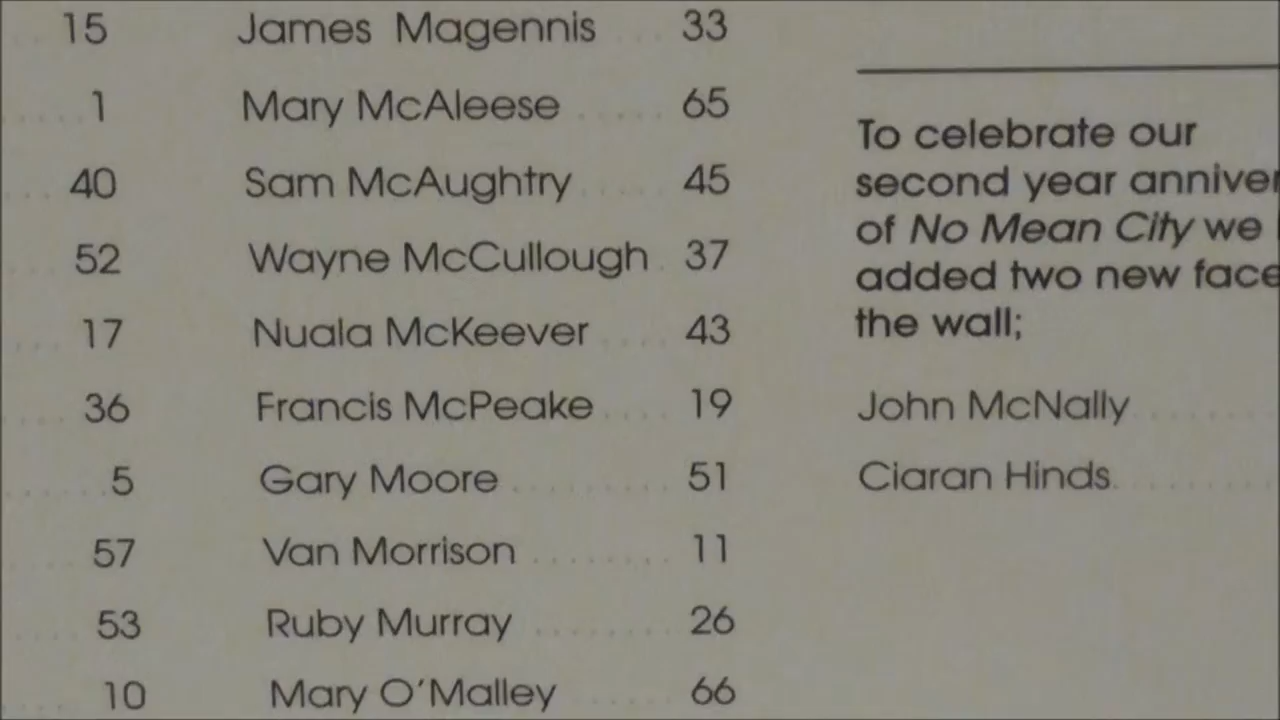 15
1
40
52
17
36
5
57
53
10
James Magennis 33
Mary McAleese 65
Sam McAughtry 45
Wayne McCullough 37
Nuala McKeever 43
Francis McPeake 19
Gary Moore 51
Van Morrison 11
Ruby Murray 26
Mary O'Malley 66
To celebrate our
second year
of No Mean City we
added two new
the wall;
John McNally
Ciaran Hinds